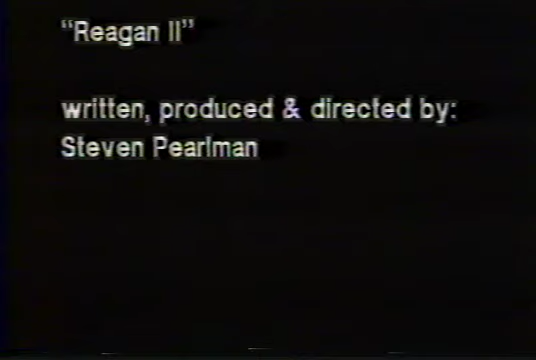 “Reagan II”
written, produced & directed by:
Steven Pearlman